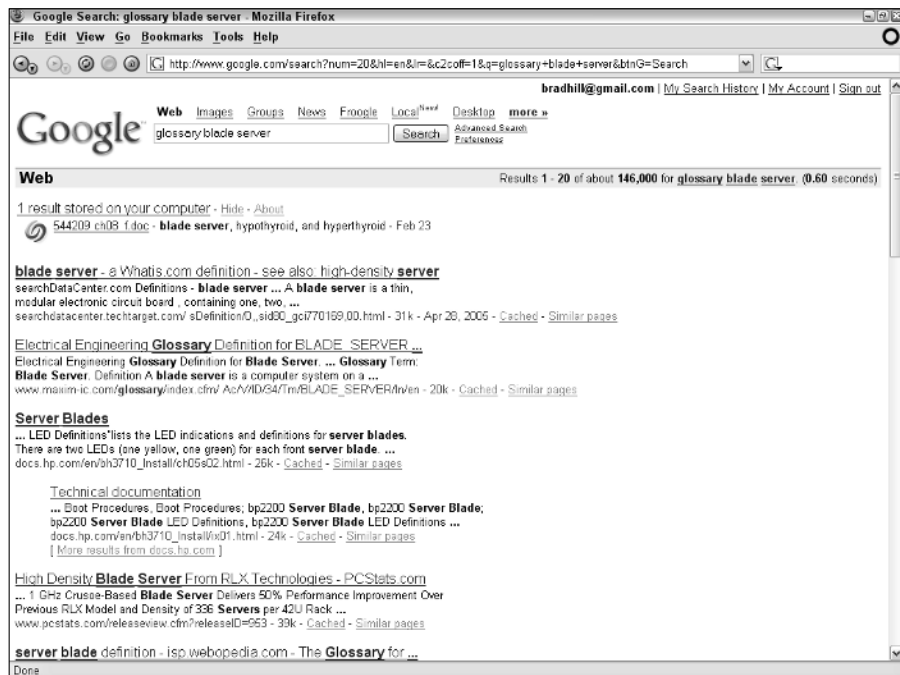 Google Search: glossary blade server - Mozilla Firefox
File Edit View Go Bookmarks Tools Help
http://www.google.com/search?num=20&hl=en&lr=&c2coff=1&q=glossary+blade+server&btnG=Search
bradhill@gmail.com | My Search History | My Account | Sign out
Google™
Web Images Groups News Froogle Local New! Desktop more »
glossary blade server Search Advanced Search
Preferences
Web Results 1 - 20 of about 146,000 for glossary blade server. (0.60 seconds)
1 result stored on your computer - Hide - About
544209 ch08_f.doc - blade server, hypothyroid, and hyperthyroid - Feb 23
blade server - a Whatis.com definition - see also: high-density server
searchDataCenter.com Definitions - blade server ... A blade server is a thin,
modular electronic circuit board , containing one, two, ...
searchdatacenter.techtarget.com/ sDefinition/0,,sid80_gci770169,00.html - 31k - Apr 28, 2005 - Cached - Similar pages
Electrical Engineering Glossary Definition for BLADE_SERVER ...
Electrical Engineering Glossary Definition for Blade Server. ... Glossary Term:
Blade Server. Definition A blade server is a computer system on a ...
www.maxim-ic.com/glossary/index.cfm/ Ac/V/ID/34/Tm/BLADE_SERVER/ln/en - 20k - Cached - Similar pages
Server Blades
... LED Definitions"lists the LED indications and definitions for server blades.
There are two LEDs (one yellow, one green) for each front server blade. ...
docs.hp.com/en/bh3710_Install/ch05s02.html - 26k - Cached - Similar pages
Technical documentation
... Boot Procedures, Boot Procedures; bp2200 Server Blade, bp2200 Server Blade;
bp2200 Server Blade LED Definitions, bp2200 Server Blade LED Definitions ...
docs.hp.com/en/bh3710_Install/ix01.html - 24k - Cached - Similar pages
[ More results from docs.hp.com ]
High Density Blade Server From RLX Technologies - PCStats.com
... 1 GHz Crusoe-Based Blade Server Delivers 50% Performance Improvement Over
Previous RLX Model and Density of 336 Servers per 42U Rack ...
www.pcstats.com/releaseview.cfm?releaseID=953 - 39k - Cached - Similar pages
server blade definition - isp.webopedia.com - The Glossary for ...
Done